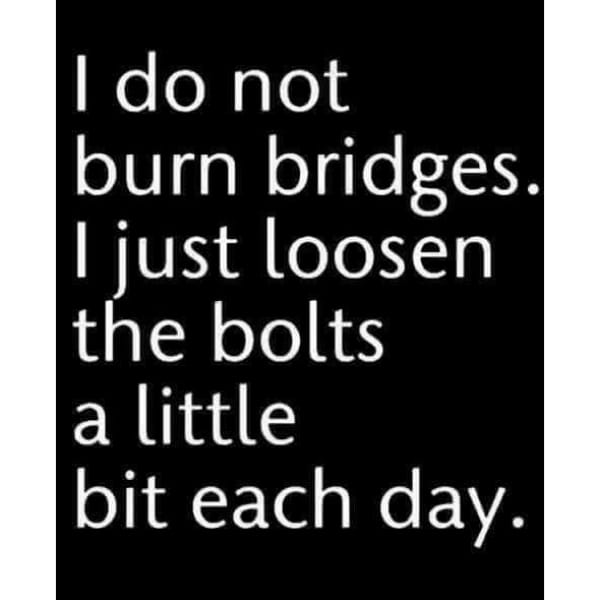 I do not
burn bridges.
I just loosen
the bolts
a little
bit each day.